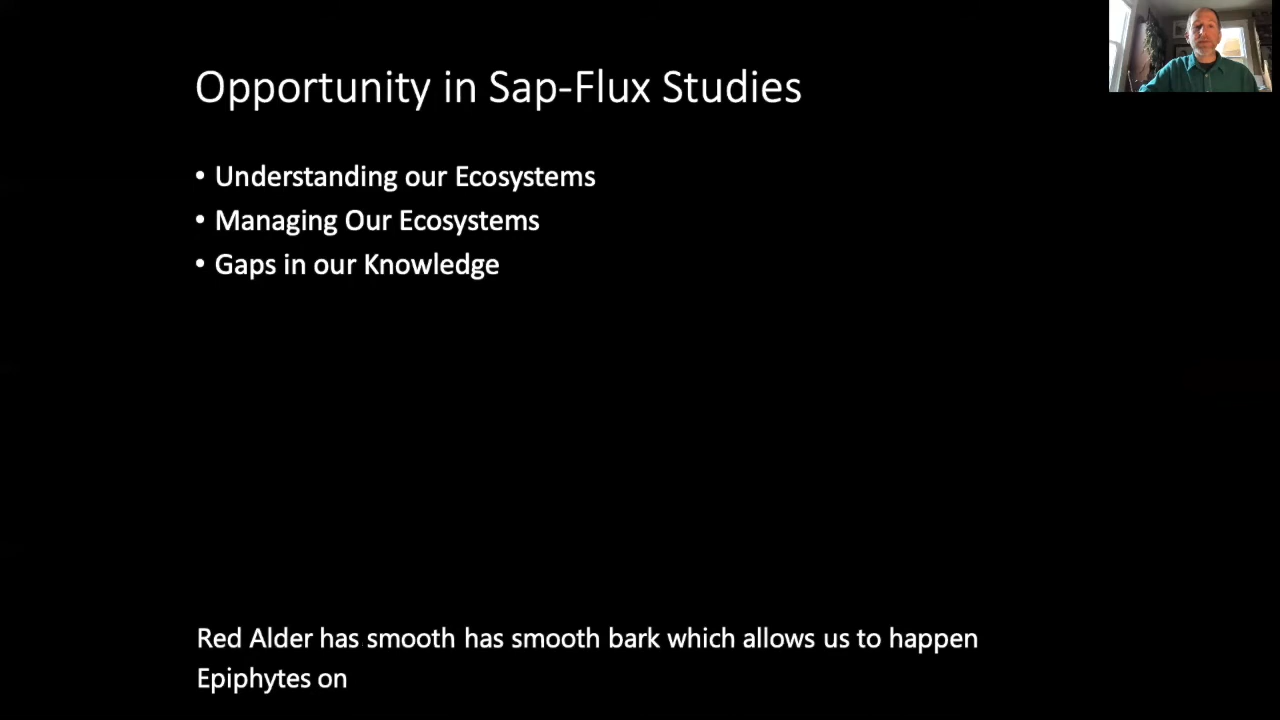 Opportunity in Sap-Flux Studies
• Understanding our Ecosystems
• Managing Our Ecosystems
• Gaps in our Knowledge
Red Alder has smooth has smooth bark which allows us to happen
Epiphytes on